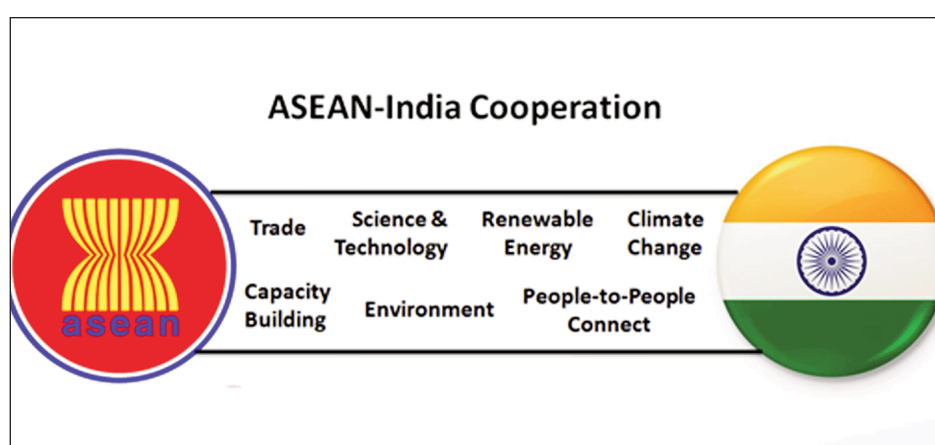 ASEAN-India Cooperation
Trade
Science &
Technology
Renewable
Energy
Climate
Change
Capacity
Building
Environment
People-to-People
Connect
asean